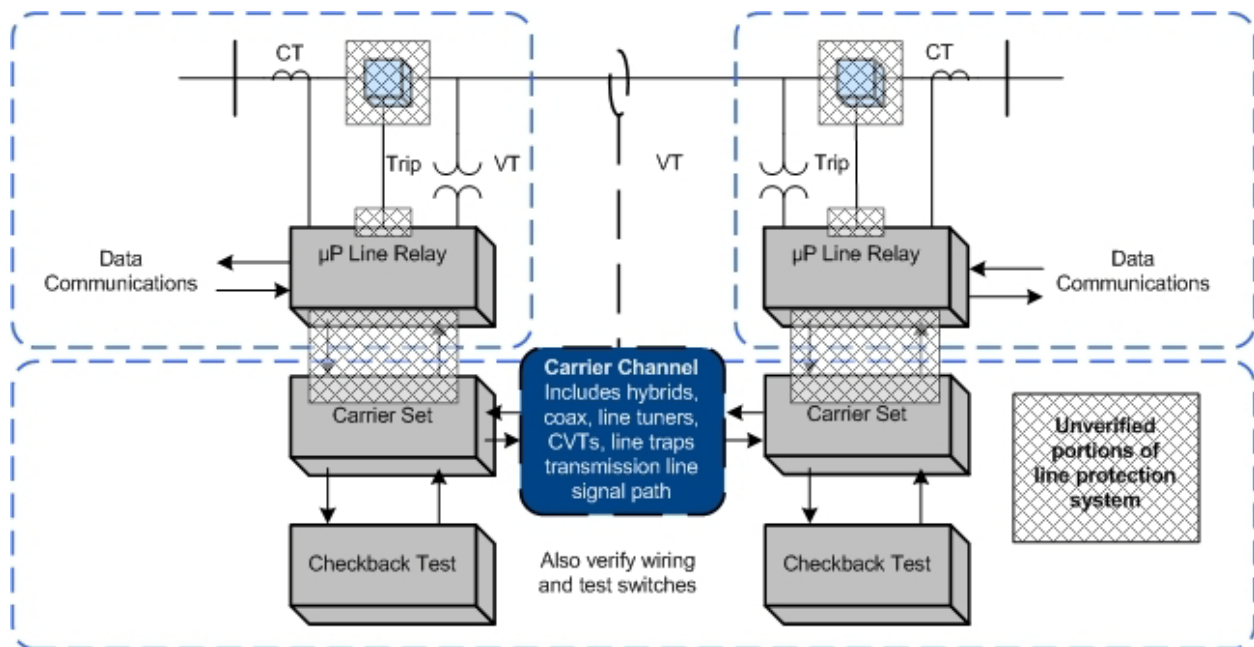 CT
CT
Trip
VT
VT
Trip
µP Line Relay
µP Line Relay
Data
Communications
Data
Communications
Carrier Channel
Includes hybrids,
coax, line tuners,
CVTs, line traps
transmission line
signal path
Carrier Set
Carrier Set
Unverified
portions of
line protection
system
Checkback Test
Also verify wiring
and test switches
Checkback Test